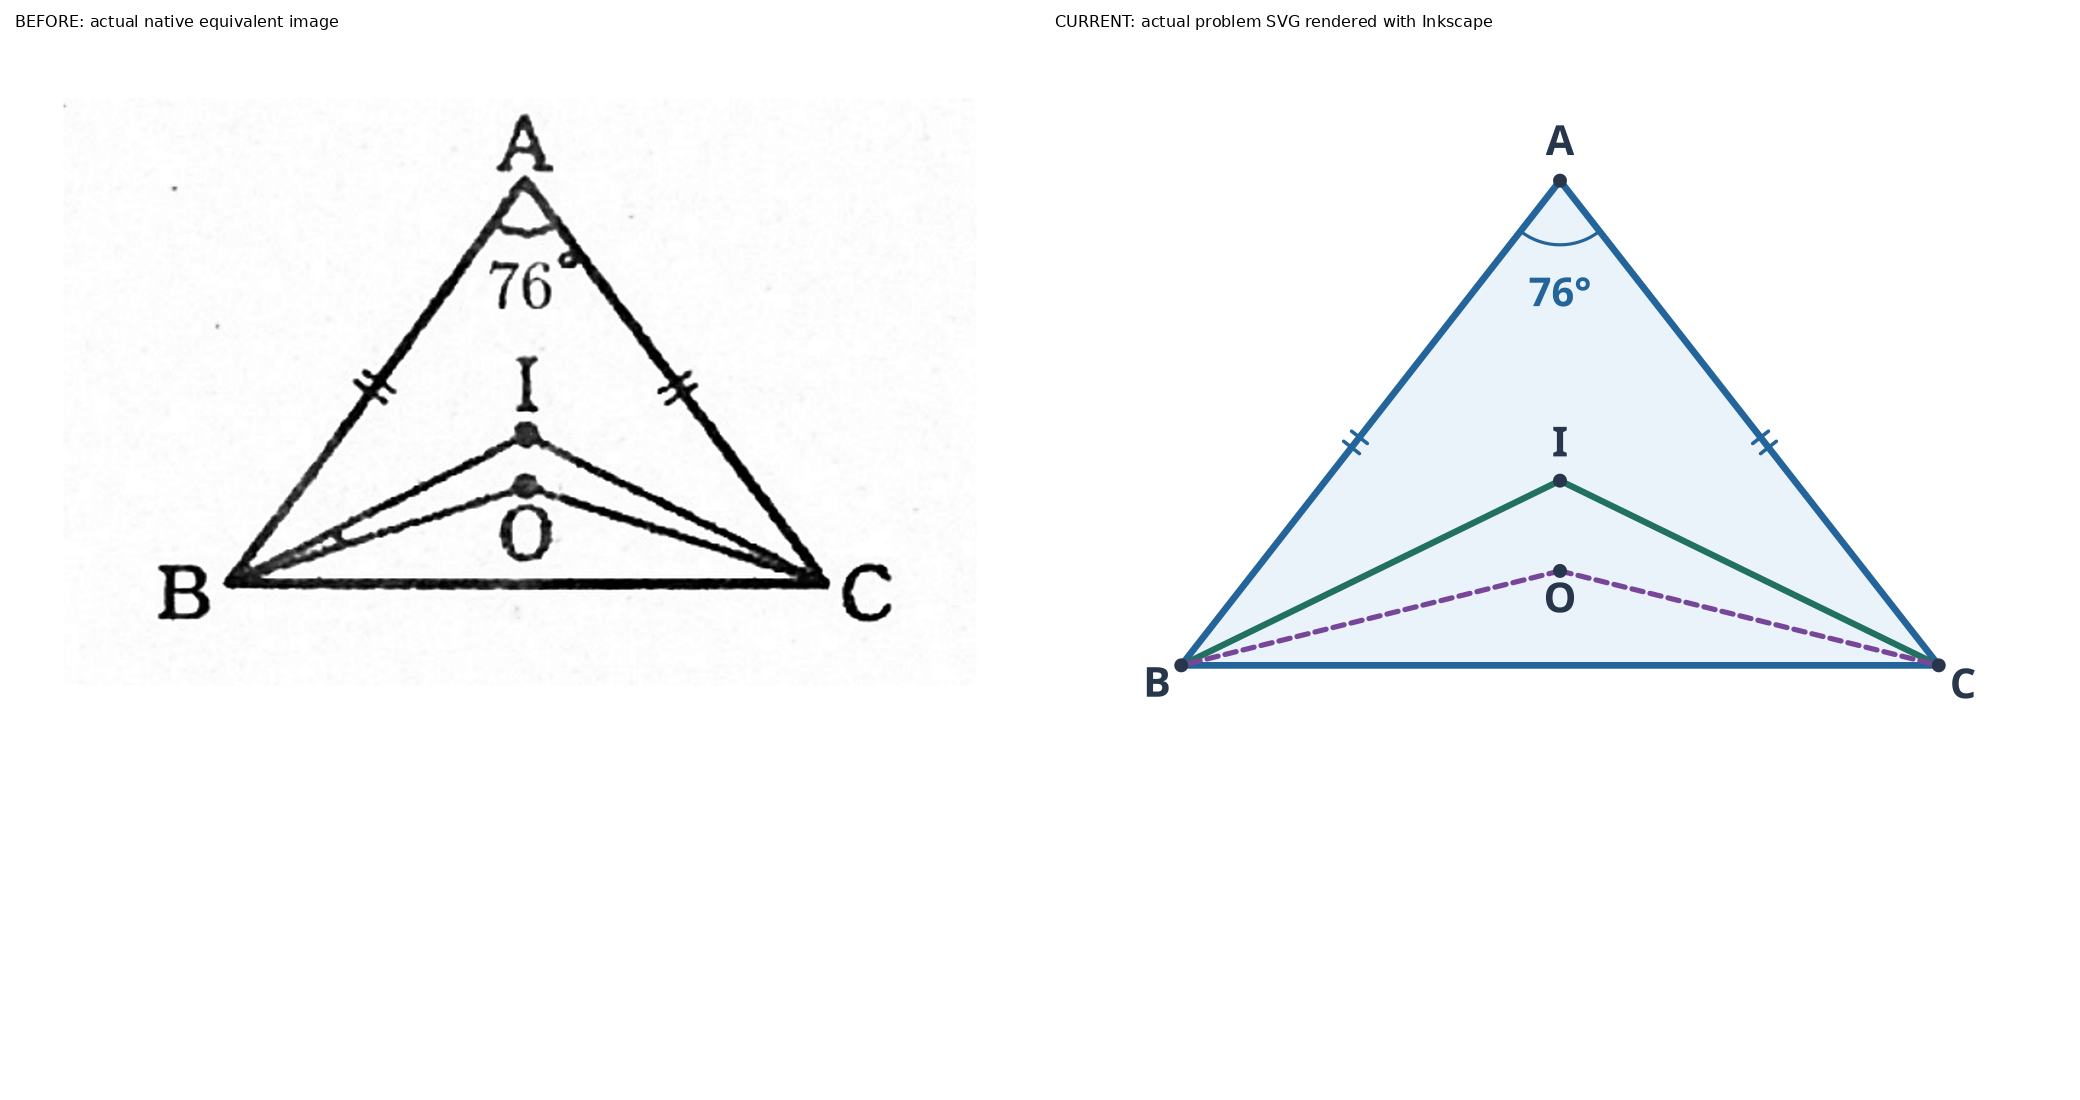 BEFORE: actual native equivalent image
A
76°
I
O
B
C
CURRENT: actual problem SVG rendered with Inkscape
A
76°
I
O
B
C